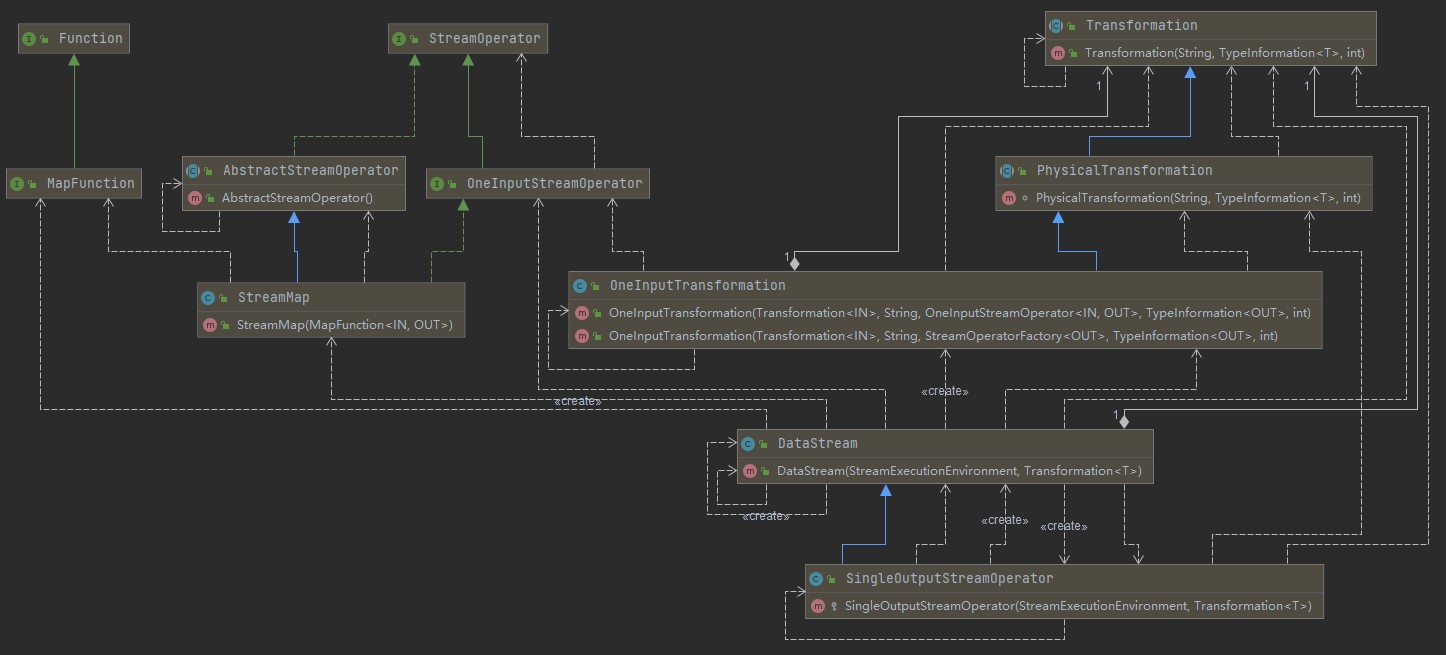 Function
StreamOperator
Transformation
Transformation(String, TypeInformation<T>, int)
1
1
MapFunction
AbstractStreamOperator
AbstractStreamOperator()
OneInputStreamOperator
PhysicalTransformation
PhysicalTransformation(String, TypeInformation<T>, int)
1
StreamMap
StreamMap(MapFunction<IN, OUT>)
OneInputTransformation
OneInputTransformation(Transformation<IN>, String, OneInputStreamOperator<IN, OUT>, TypeInformation<OUT>, int)
OneInputTransformation(Transformation<IN>, String, StreamOperatorFactory<OUT>, TypeInformation<OUT>, int)
«create»
«create»
1
DataStream
DataStream(StreamExecutionEnvironment, Transformation<T>)
«create»
«create»
«create»
SingleOutputStreamOperator
SingleOutputStreamOperator(StreamExecutionEnvironment, Transformation<T>)